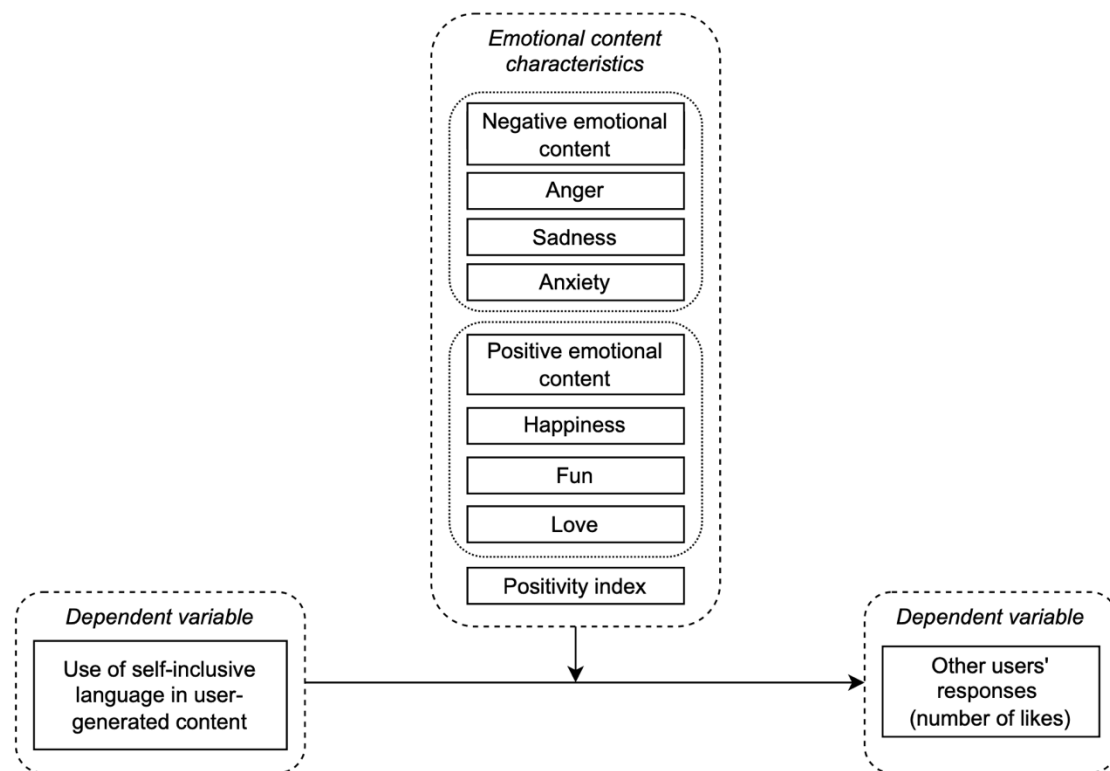 Emotional content
characteristics
Negative emotional
content
Anger
Sadness
Anxiety
Positive emotional
content
Happiness
Fun
Love
Positivity index
Dependent variable
Use of self-inclusive
language in user-
generated content
Dependent variable
Other users'
responses
(number of likes)